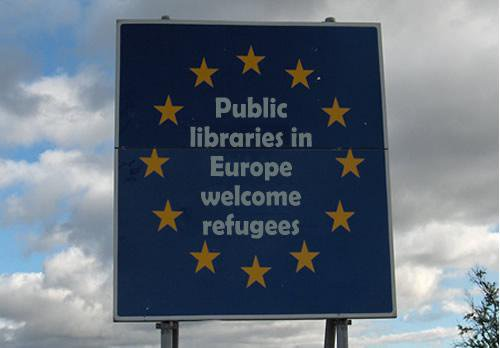 Public
libraries in
Europe
welcome
refugees